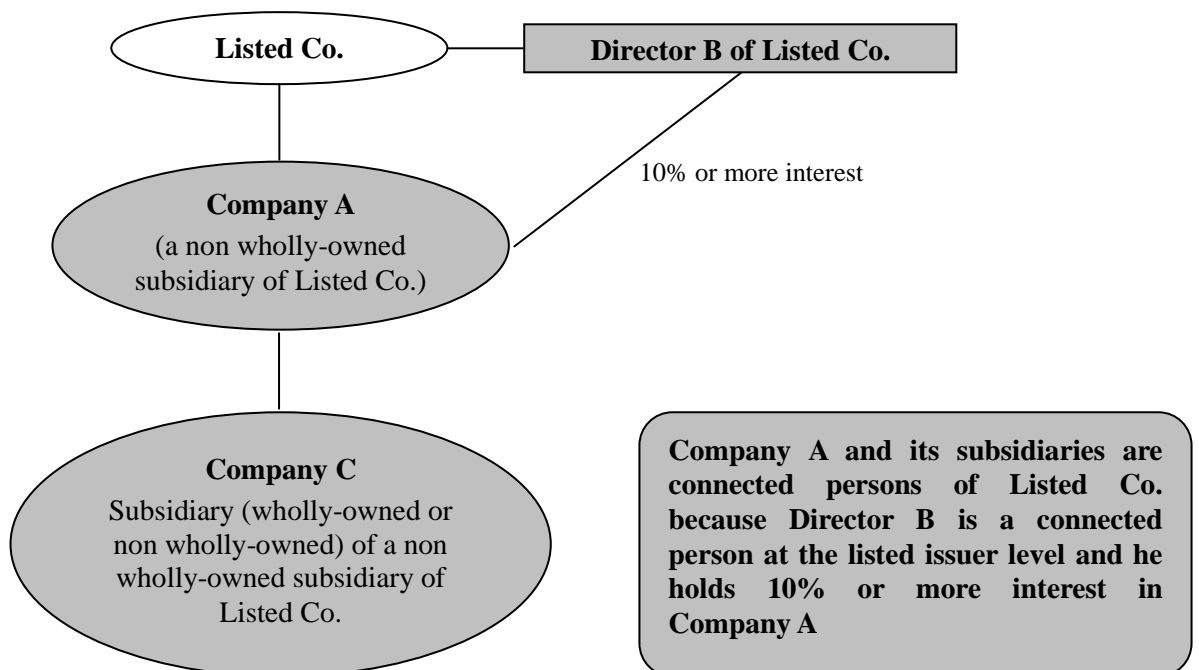 Listed Co.
Director B of Listed Co.
10% or more interest
Company A
(a non wholly-owned
subsidiary of Listed Co.)
Company C
Subsidiary (wholly-owned or
non wholly-owned) of a non
wholly-owned subsidiary of
Listed Co.
Company A and its subsidiaries are
connected persons of Listed Co.
because Director B is a connected
person at the listed issuer level and he
holds 10% or more interest in
Company A